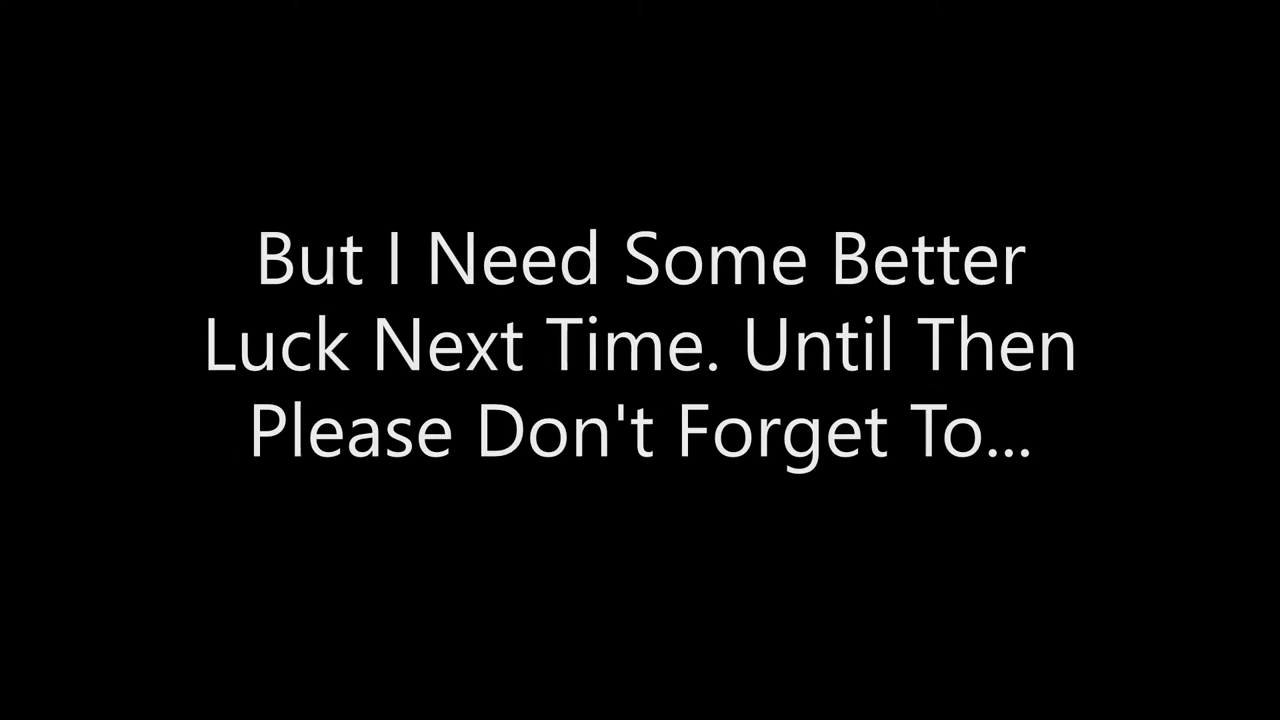 But I Need Some Better
Luck Next Time. Until Then
Please Don't Forget To...